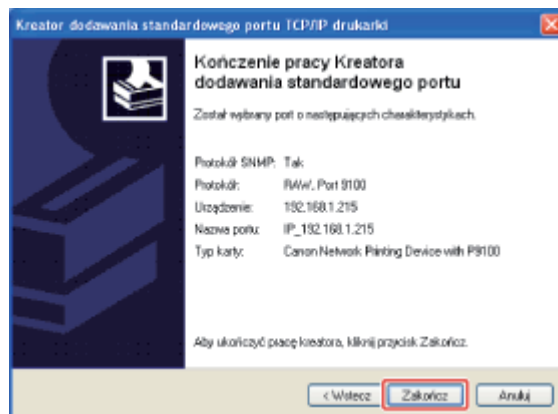 Kreator dodawania standardowego portu TCP/IP drukarki
Kończenie pracy Kreatora
dodawania standardowego portu
Został wybrany port o następujących charakterystykach.
Protokół SNMP: Tak
Protokół: RAW, Port 9100
Urządzenie: 192.168.1.215
Nazwa portu: IP_192.168.1.215
Typ karty: Canon Network Printing Device with P9100
Aby ukończyć pracę kreatora, kliknij przycisk Zakończ.
< Wstecz Zakończ Anuluj